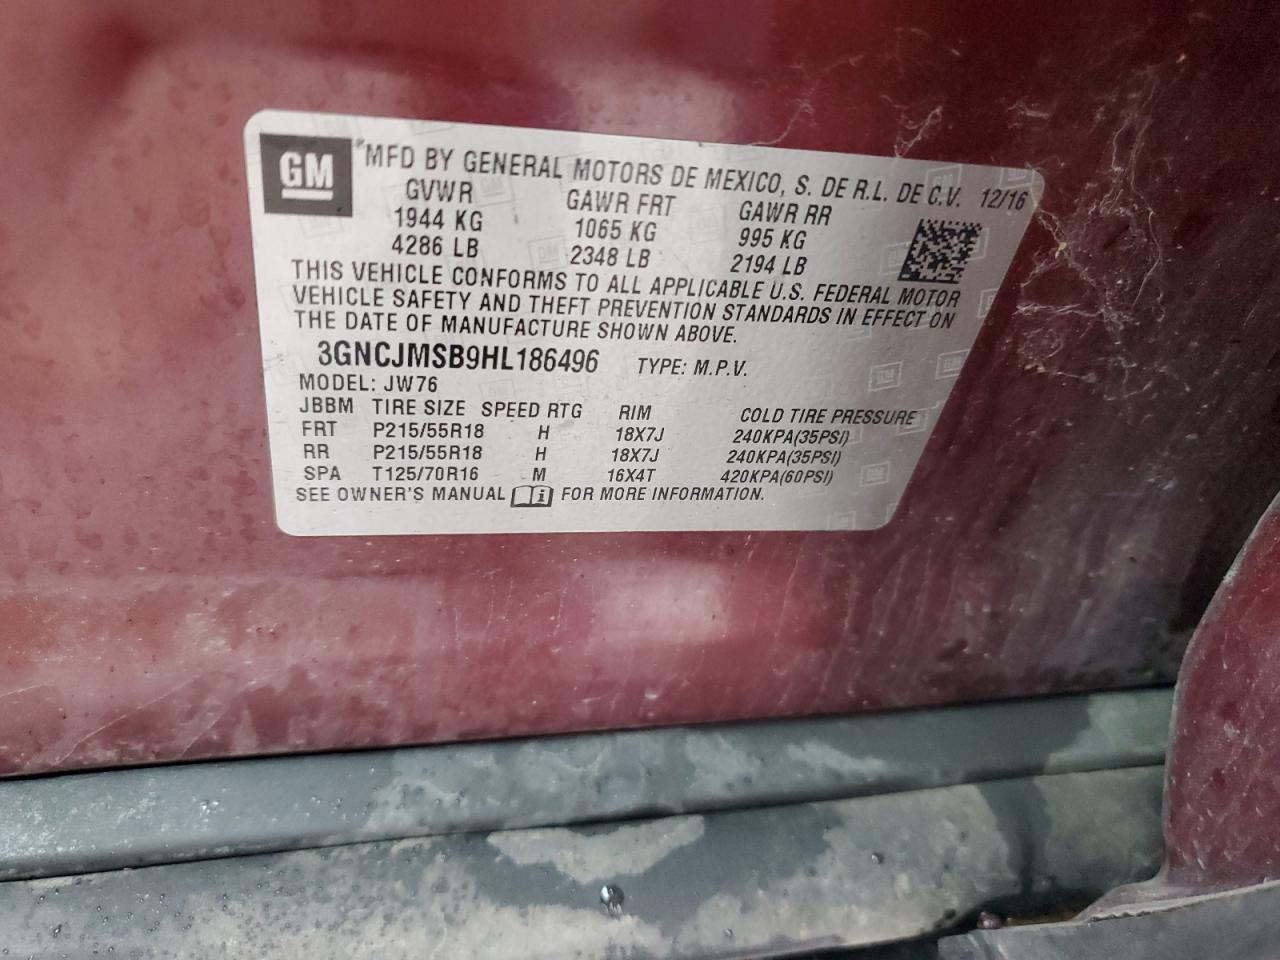 GM MFD BY GENERAL MOTORS DE MEXICO, S. DE R.L. DE C.V. 12/16
GVWR GAWR FRT GAWR RR
1944 KG 1065 KG 995 KG
4286 LB 2348 LB 2194 LB
THIS VEHICLE CONFORMS TO ALL APPLICABLE U.S. FEDERAL MOTOR
VEHICLE SAFETY AND THEFT PREVENTION STANDARDS IN EFFECT ON
THE DATE OF MANUFACTURE SHOWN ABOVE.
3GNCJMSB9HL186496 TYPE: M.P.V.
MODEL: JW76
JBBM TIRE SIZE SPEED RTG RIM COLD TIRE PRESSURE
FRT P215/55R18 H 18X7J 240KPA(35PSI)
RR P215/55R18 H 18X7J 240KPA(35PSI)
SPA T125/70R16 M 16X4T 420KPA(60PSI)
SEE OWNER'S MANUAL i FOR MORE INFORMATION.